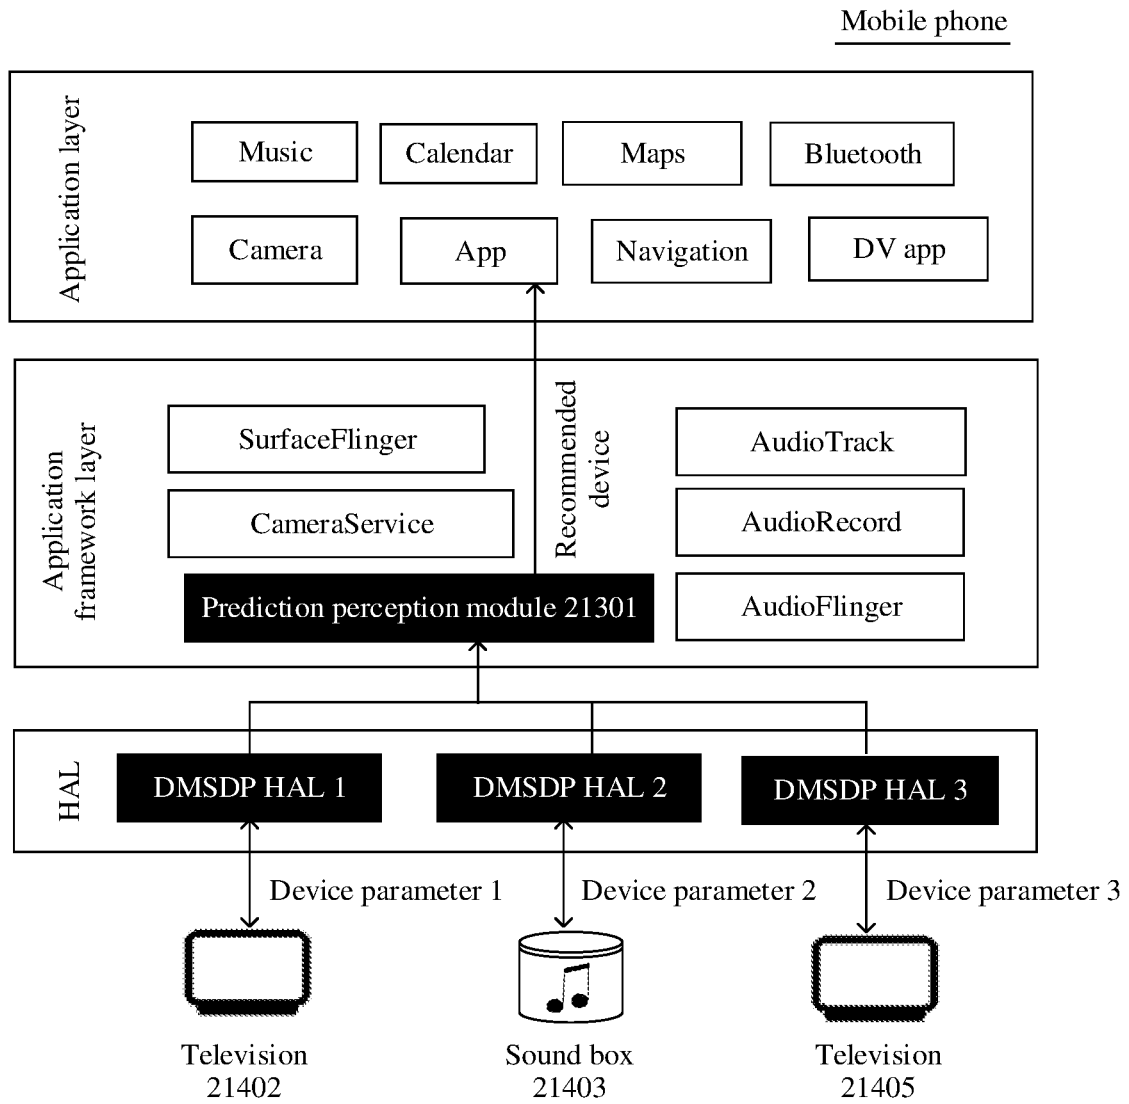 Mobile phone
Application layer
Music
Calendar
Maps
Bluetooth
Camera
App
Navigation
DV app
Application
framework layer
SurfaceFlinger
CameraService
Prediction perception module 21301
Recommended
device
AudioTrack
AudioRecord
AudioFlinger
HAL
DMSDP HAL 1
DMSDP HAL 2
DMSDP HAL 3
Device parameter 1
Device parameter 2
Device parameter 3
Television
21402
Sound box
21403
Television
21405